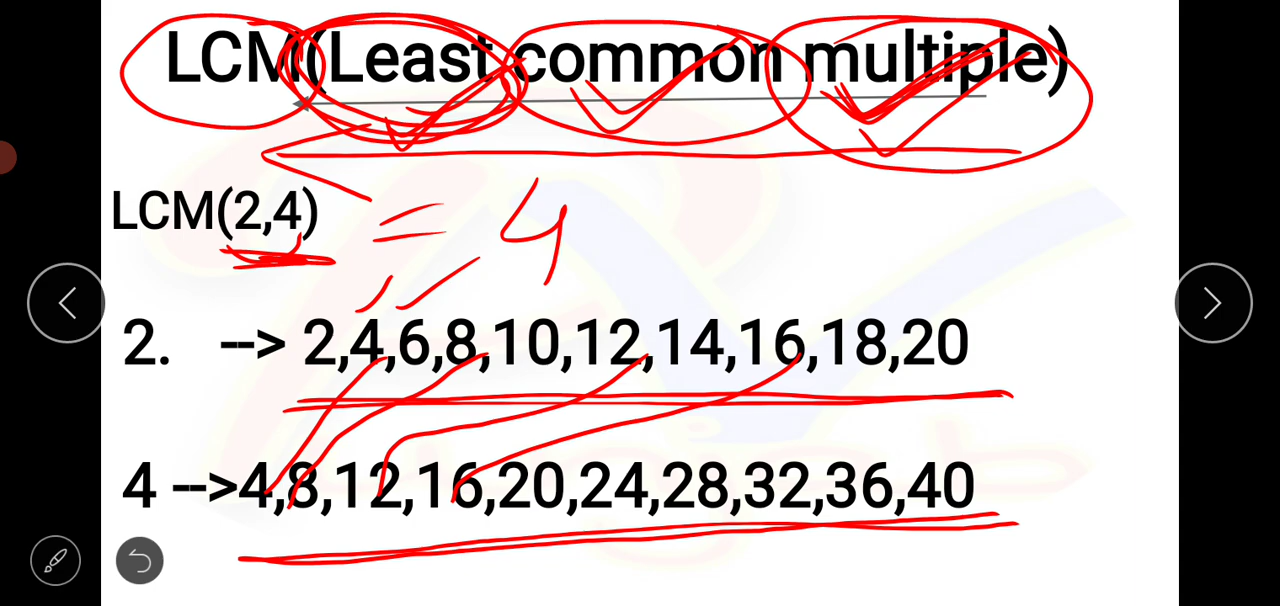 LCM(Least common multiple)
LCM(2,4) = 4
2. --> 2,4,6,8,10,12,14,16,18,20
4 -->4,8,12,16,20,24,28,32,36,40